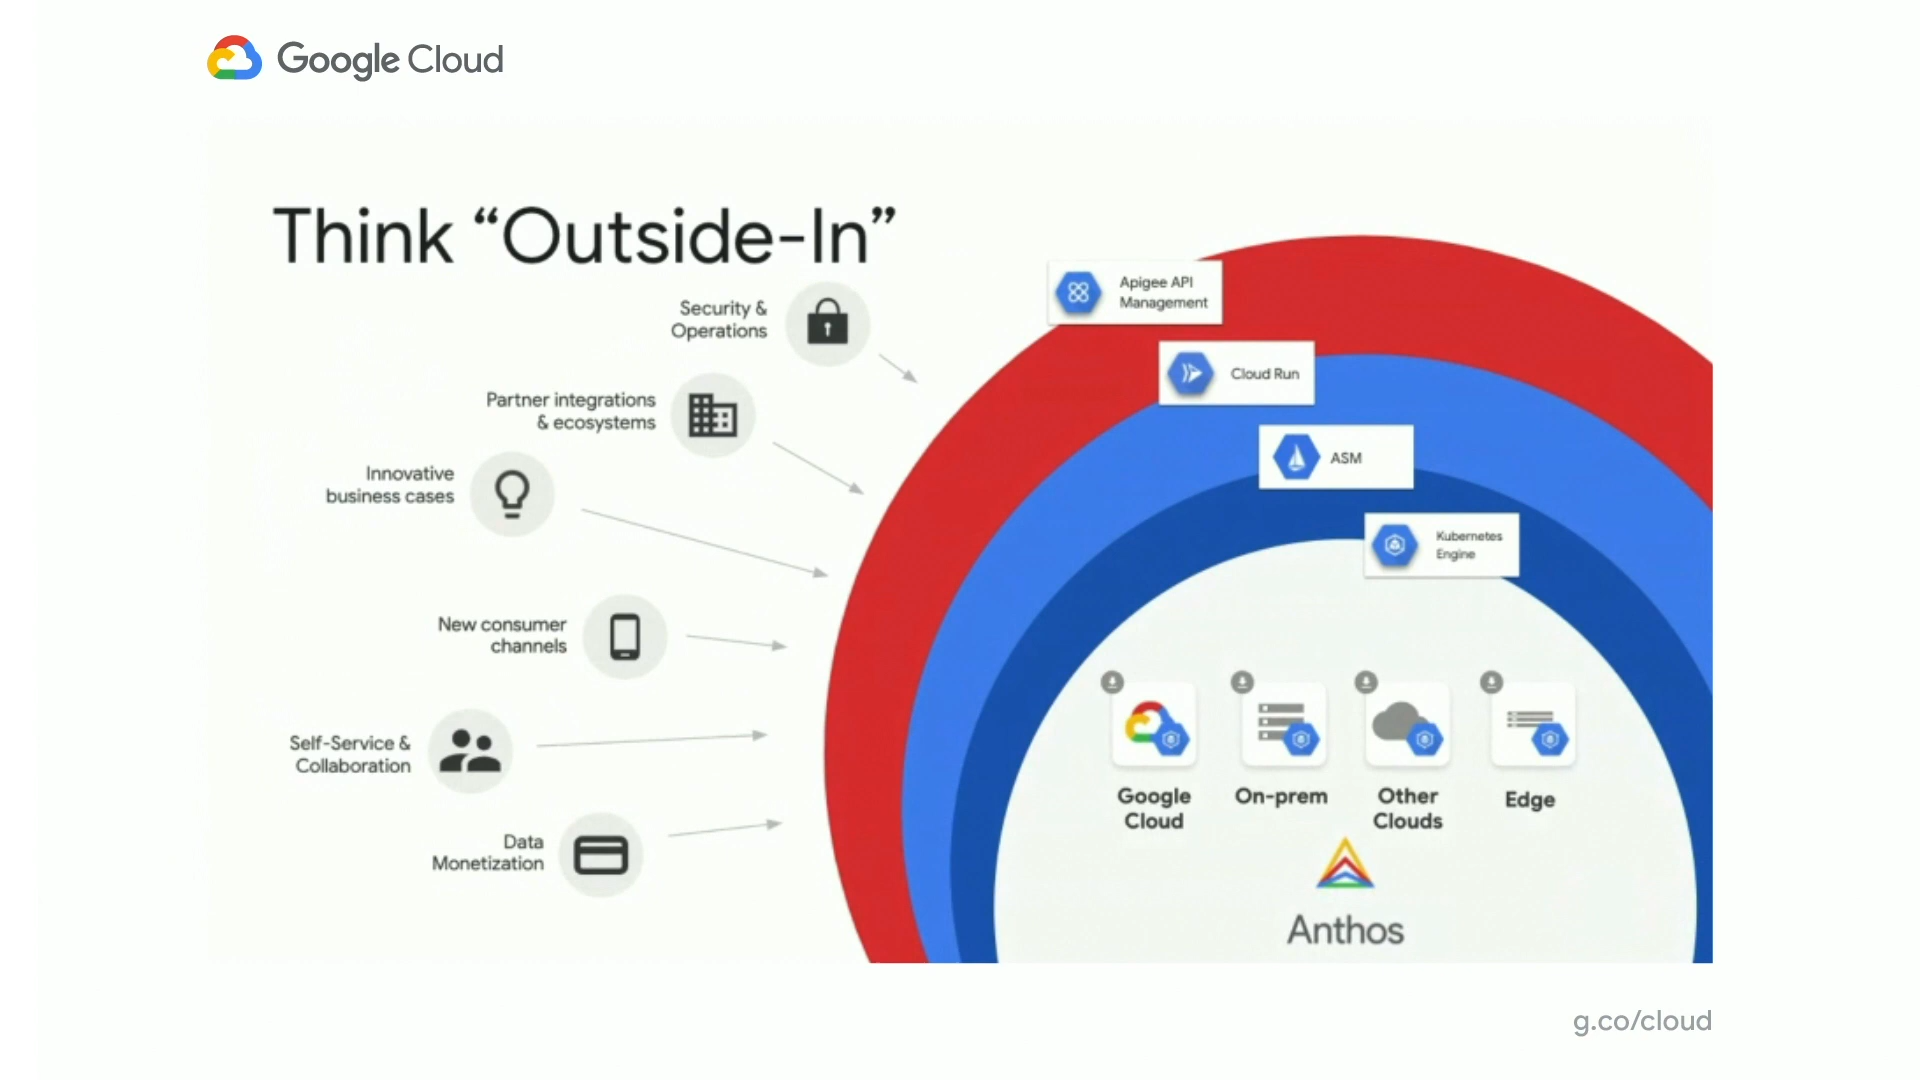 Google Cloud
Think “Outside-In”
Security &
Operations
Partner integrations
& ecosystems
Innovative
business cases
New consumer
channels
Self-Service &
Collaboration
Data
Monetization
Apigee API
Management
Cloud Run
ASM
Kubernetes
Engine
Google
Cloud
On-prem
Other
Clouds
Edge
Anthos
g.co/cloud